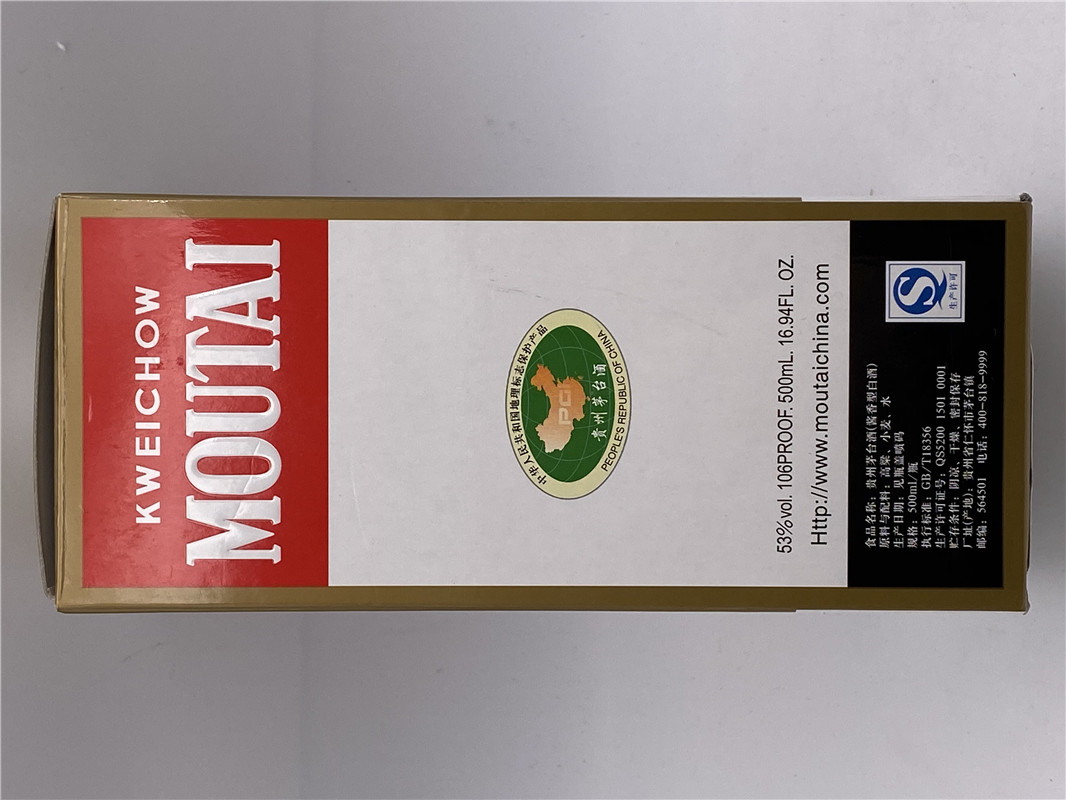 KWEICHOW
MOUTAI
中华人民共和国地理标志保护产品
PGI
贵州茅台酒
PEOPLE'S REPUBLIC OF CHINA
53%vol. 106PROOF. 500mL. 16.94FL. OZ.
Http://www.moutaichina.com
食品名称：贵州茅台酒(酱香型白酒)
原料与配料：高粱、小麦、水
生产日期：见瓶盖喷码
规格：500ml/瓶
执行标准：GB/T18356
生产许可证号：QS5200 1501 0001
贮存条件：阴凉、干燥、密封保存
厂址(产地)：贵州省仁怀市茅台镇
邮编：564501 电话：400-818-9999
生产许可